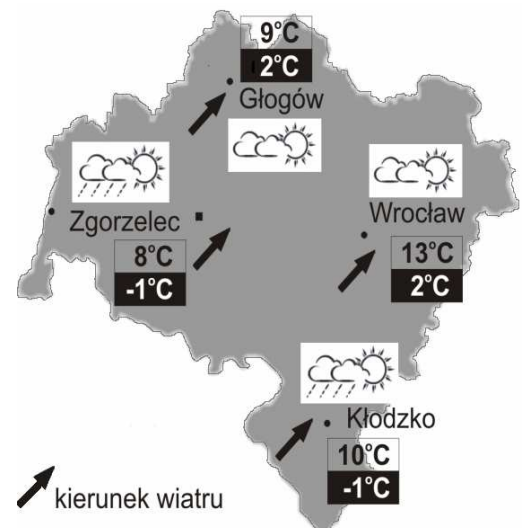 9°C
2°C
Głogów
Zgorzelec
8°C
-1°C
Wrocław
13°C
2°C
Kłodzko
10°C
-1°C
kierunek wiatru